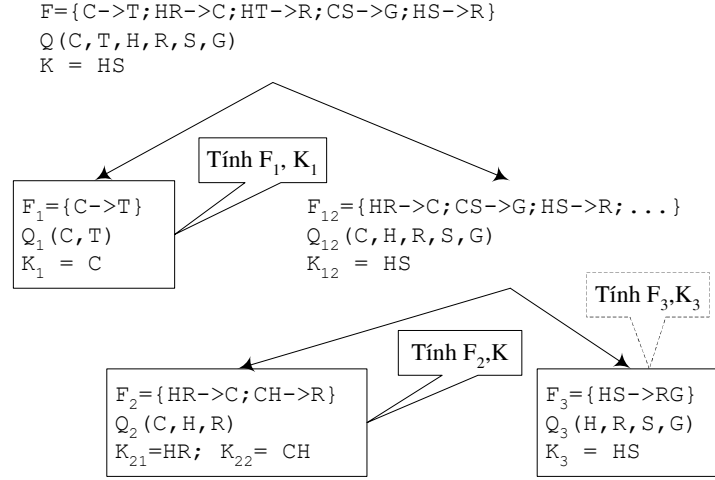 F={C->T;HR->C;HT->R;CS->G;HS->R}
Q(C,T,H,R,S,G)
K = HS
Tính F₁, K₁
F₁={C->T}
Q₁(C,T)
K₁ = C
F₁₂={HR->C;CS->G;HS->R;...}
Q₁₂(C,H,R,S,G)
K₁₂ = HS
Tính F₃,K₃
Tính F₂,K
F₂={HR->C;CH->R}
Q₂(C,H,R)
K₂₁=HR; K₂₂= CH
F₃={HS->RG}
Q₃(H,R,S,G)
K₃ = HS